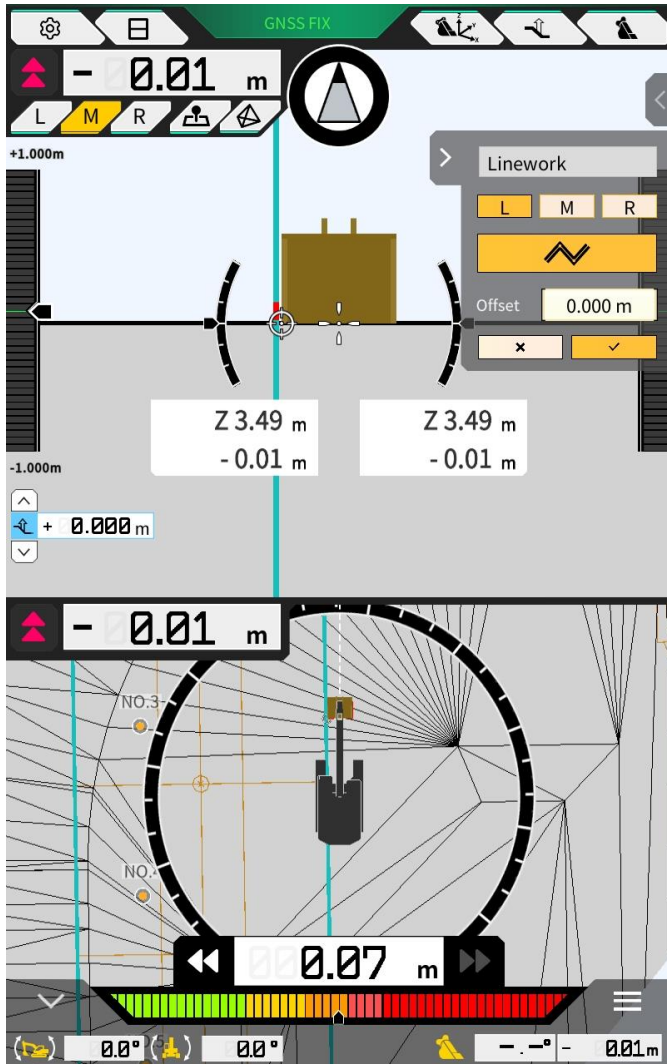 GNSS FIX
- 0.01 m
L M R
+1.000m
Linework
L M R
Offset 0.000 m
Z 3.49 m
- 0.01 m
Z 3.49 m
- 0.01 m
-1.000m
+ 0.000 m
- 0.01 m
NO.3
NO.
0.07 m
0.0° 0.0° --.-° - 0.01 m